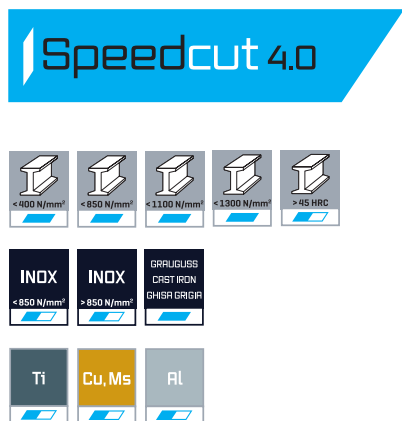 Speedcut 4.0
<400 N/mm² <850 N/mm² <1100 N/mm² <1300 N/mm² >45 HRC
INOX INOX GRAUGUSS
CAST IRON
<850 N/mm² >850 N/mm² GHISA GRIGIA
Ti Cu, Ms Al